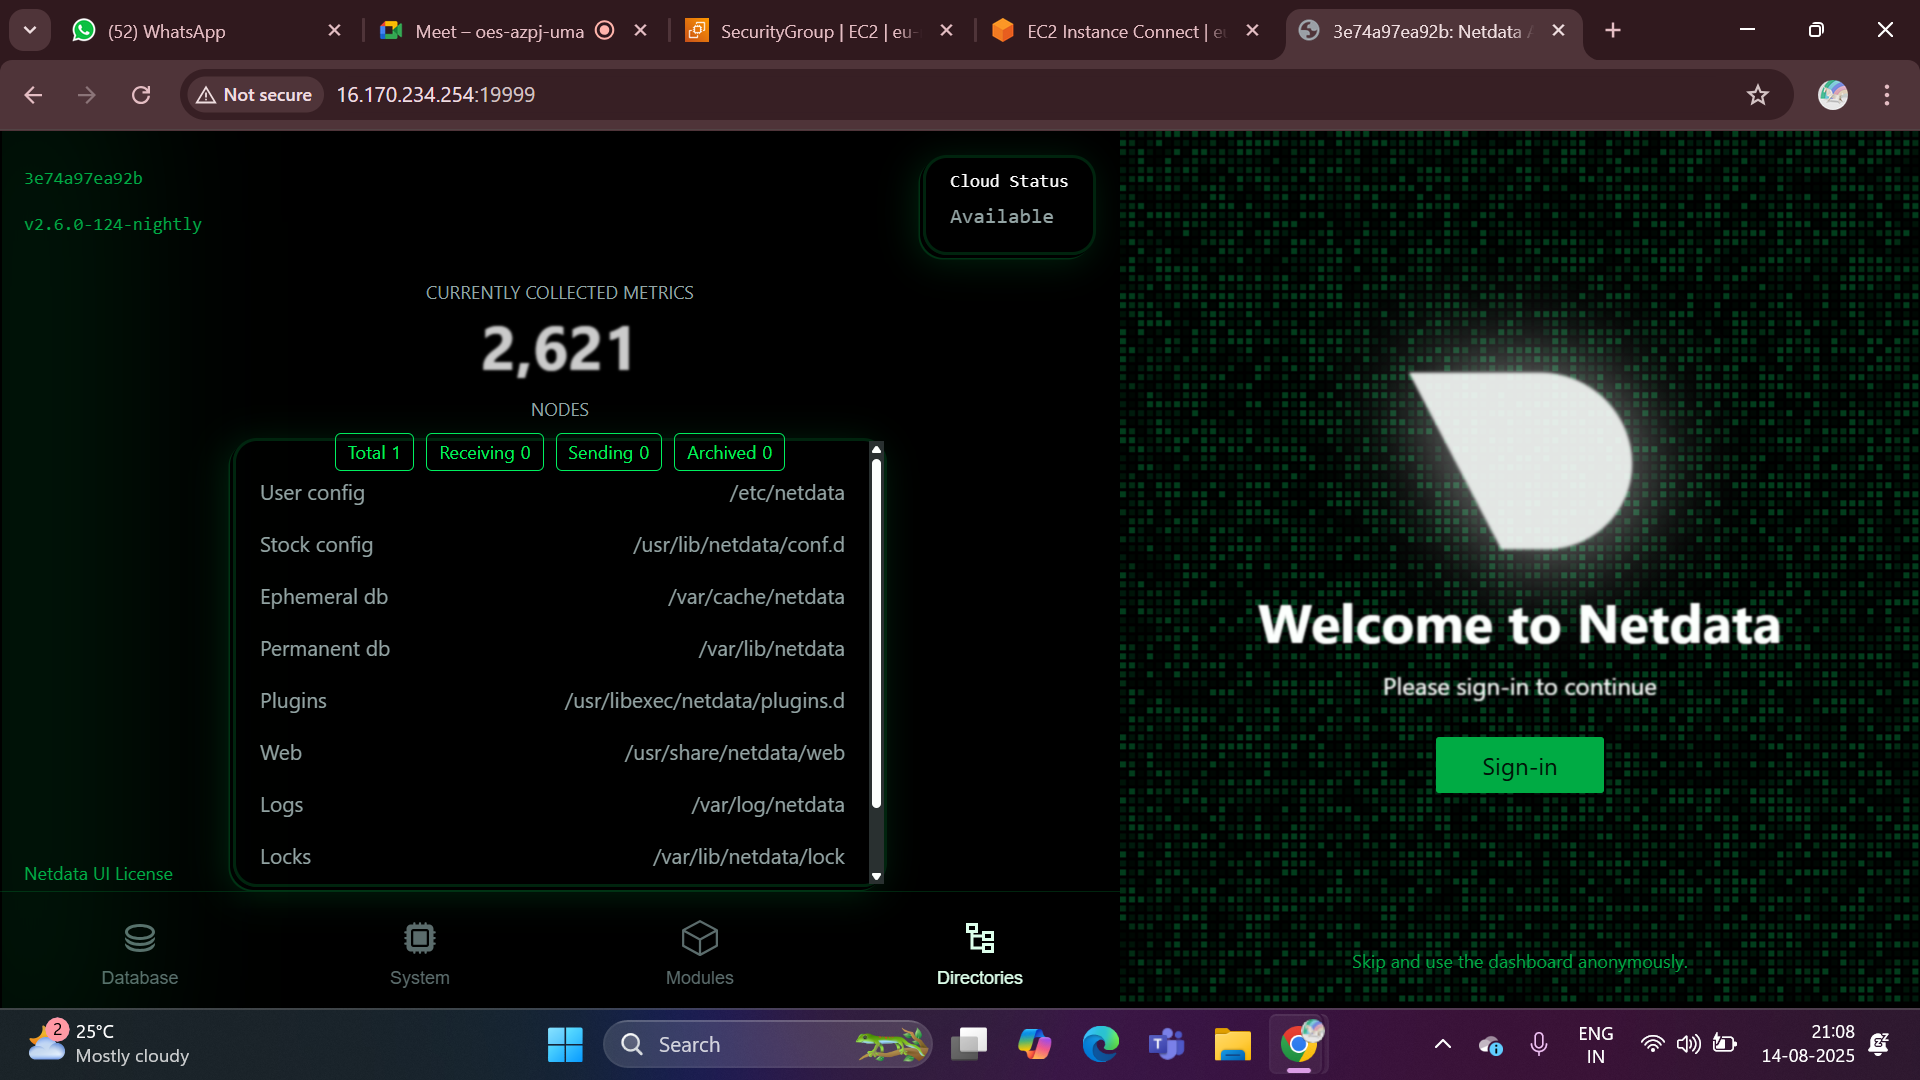 (52) WhatsApp
Meet – oes-azpj-uma
SecurityGroup | EC2 | eu-
EC2 Instance Connect | eu
3e74a97ea92b: Netdata A
Not secure
16.170.234.254:19999
3e74a97ea92b
v2.6.0-124-nightly
Cloud Status
Available
CURRENTLY COLLECTED METRICS
2,621
NODES
Total 1
Receiving 0
Sending 0
Archived 0
User config /etc/netdata
Stock config /usr/lib/netdata/conf.d
Ephemeral db /var/cache/netdata
Permanent db /var/lib/netdata
Plugins /usr/libexec/netdata/plugins.d
Web /usr/share/netdata/web
Logs /var/log/netdata
Locks /var/lib/netdata/lock
Netdata UI License
Database
System
Modules
Directories
Welcome to Netdata
Please sign-in to continue
Sign-in
Skip and use the dashboard anonymously.
2
25°C
Mostly cloudy
Search
ENG
IN
21:08
14-08-2025